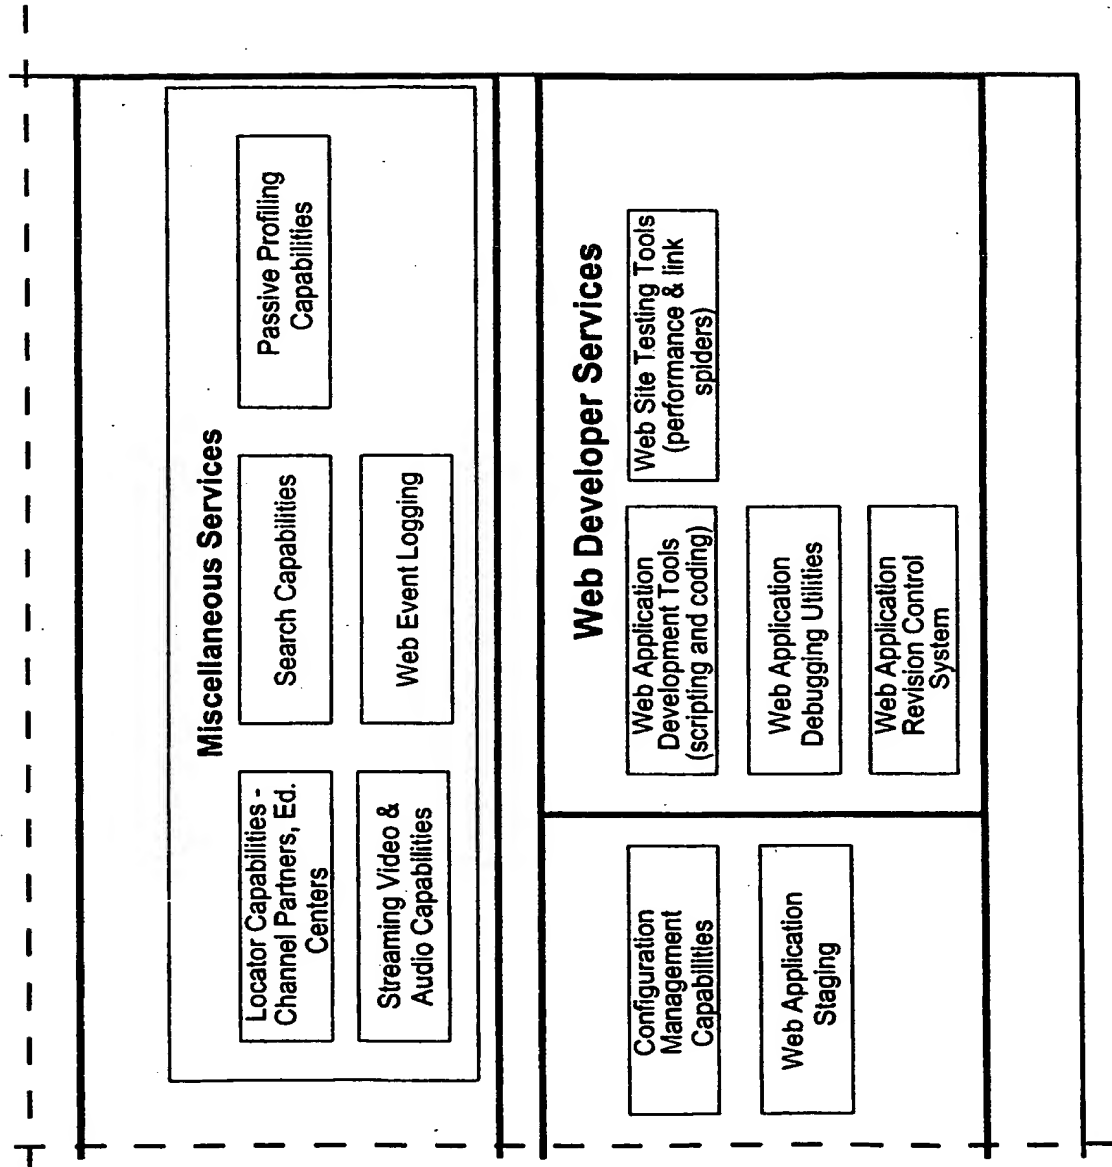 Miscellaneous Services
Locator Capabilities -
Channel Partners, Ed.
Centers
Search Capabilities
Passive Profiling
Capabilities
Streaming Video &
Audio Capabilities
Web Event Logging
Configuration
Management
Capabilities
Web Application
Staging
Web Developer Services
Web Application
Development Tools
(scripting and coding)
Web Site Testing Tools
(performance & link
spiders)
Web Application
Debugging Utilities
Web Application
Revision Control
System